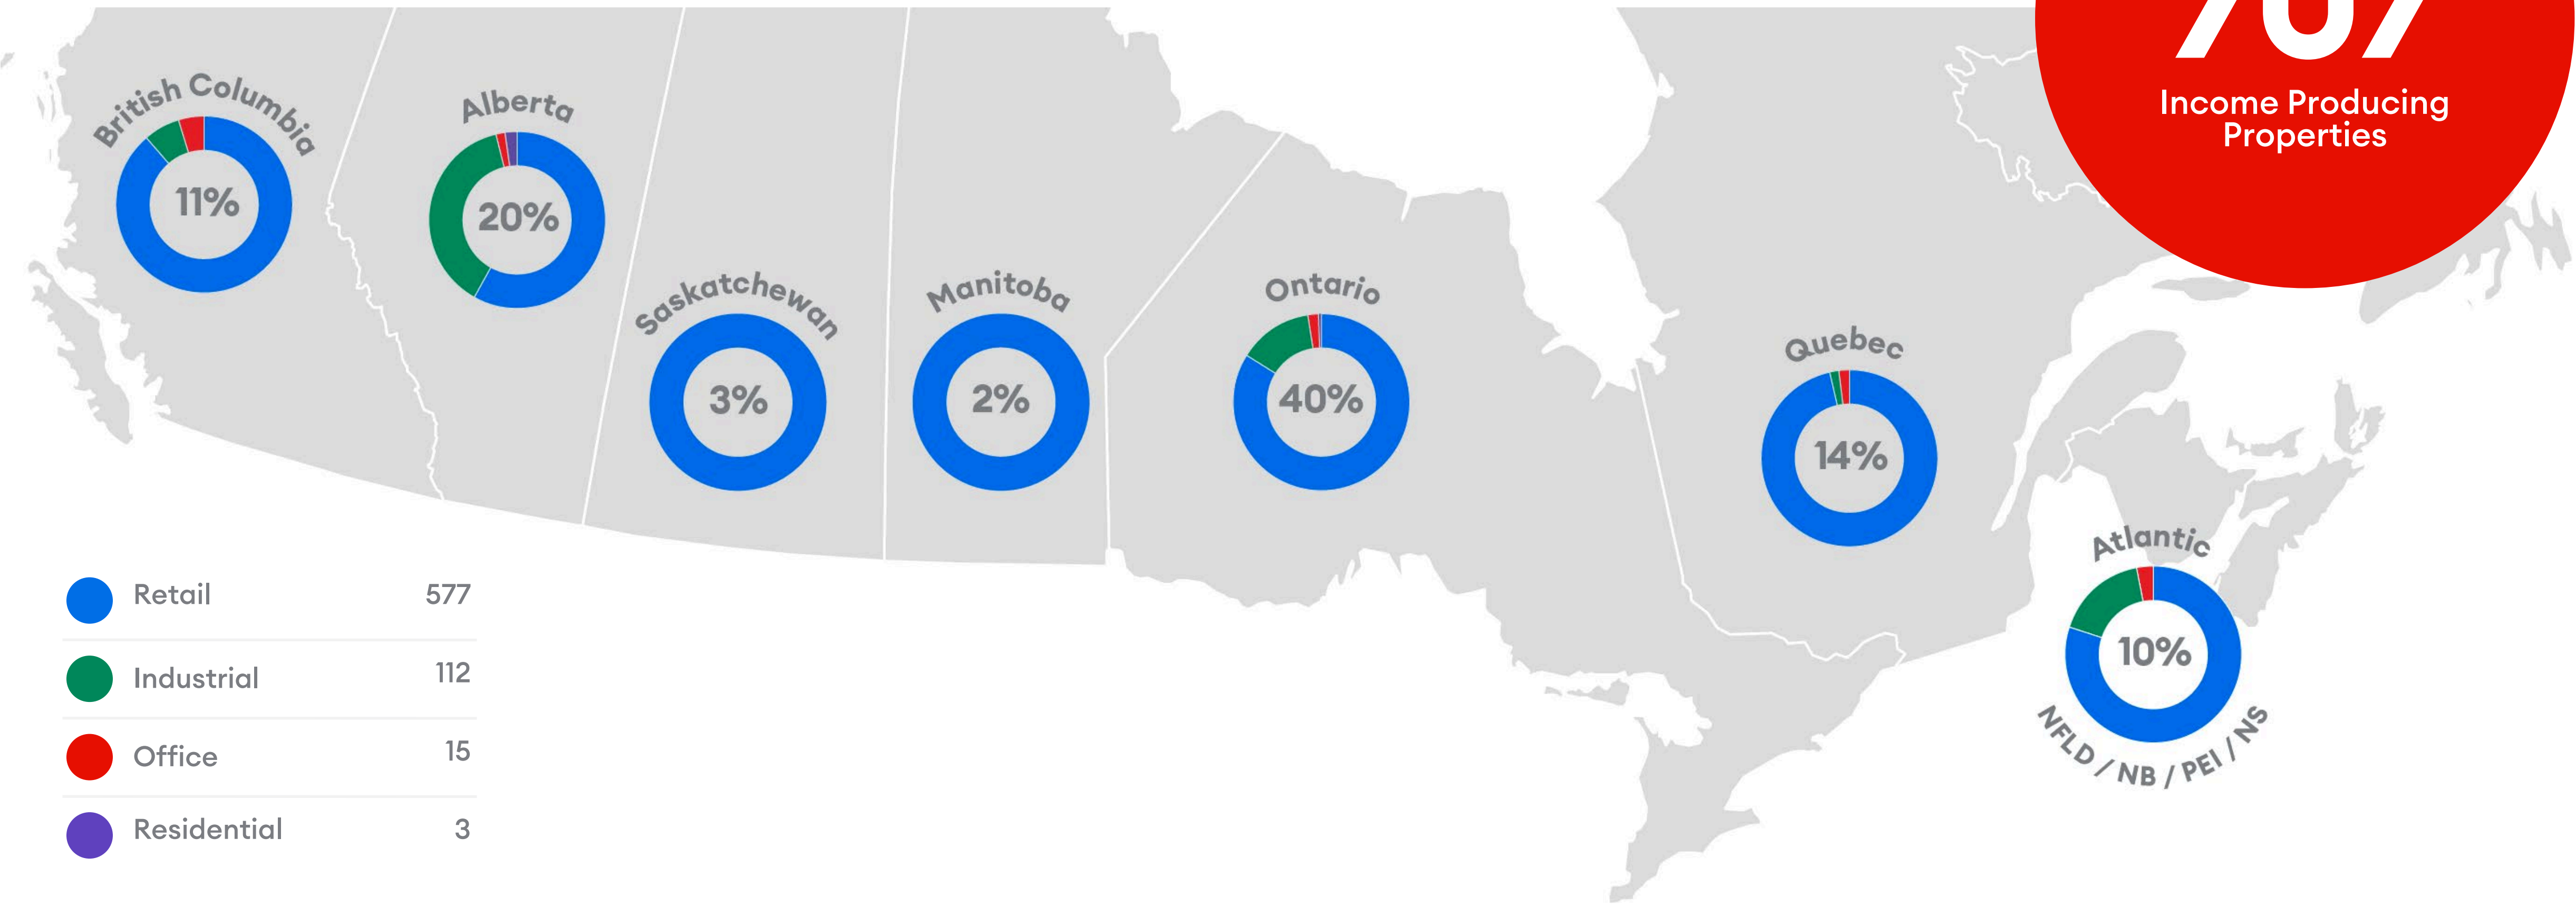 707
Income Producing
Properties
British Columbia
11%
Alberta
20%
Saskatchewan
3%
Manitoba
2%
Ontario
40%
Quebec
14%
Atlantic
10%
NFLD / NB / PEI / NS
Retail 577
Industrial 112
Office 15
Residential 3